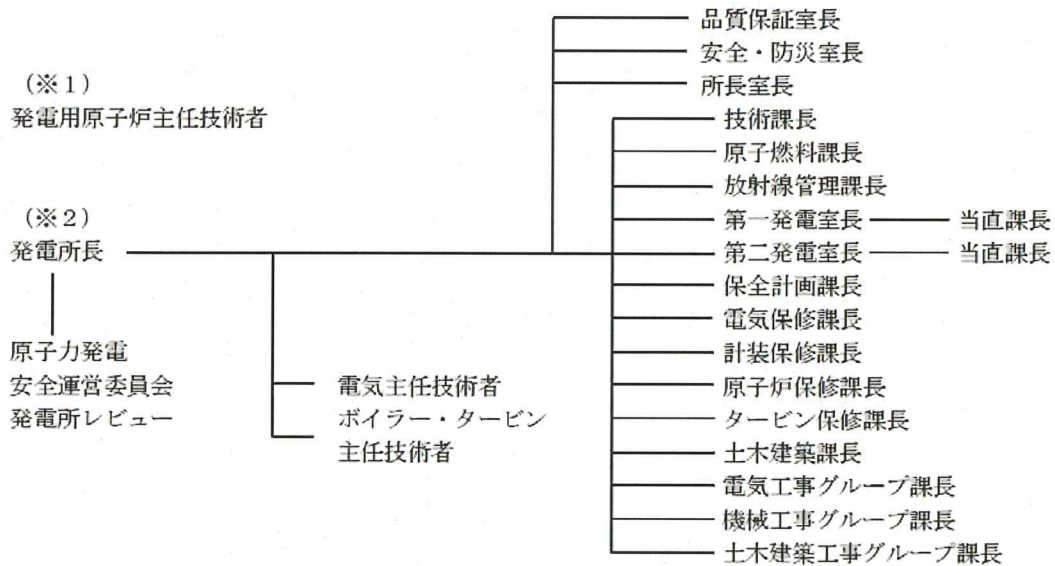 品質保証室長
安全・防災室長
所長室長
(※1)
発電用原子炉主任技術者
技術課長
原子燃料課長
放射線管理課長
第一発電室長
当直課長
(※2)
発電所長
第二発電室長
当直課長
保全計画課長
電気保修課長
計装保修課長
原子炉保修課長
タービン保修課長
土木建築課長
電気工事グループ課長
機械工事グループ課長
土木建築工事グループ課長
原子力発電
安全運営委員会
発電所レビュー
電気主任技術者
ボイラー・タービン
主任技術者